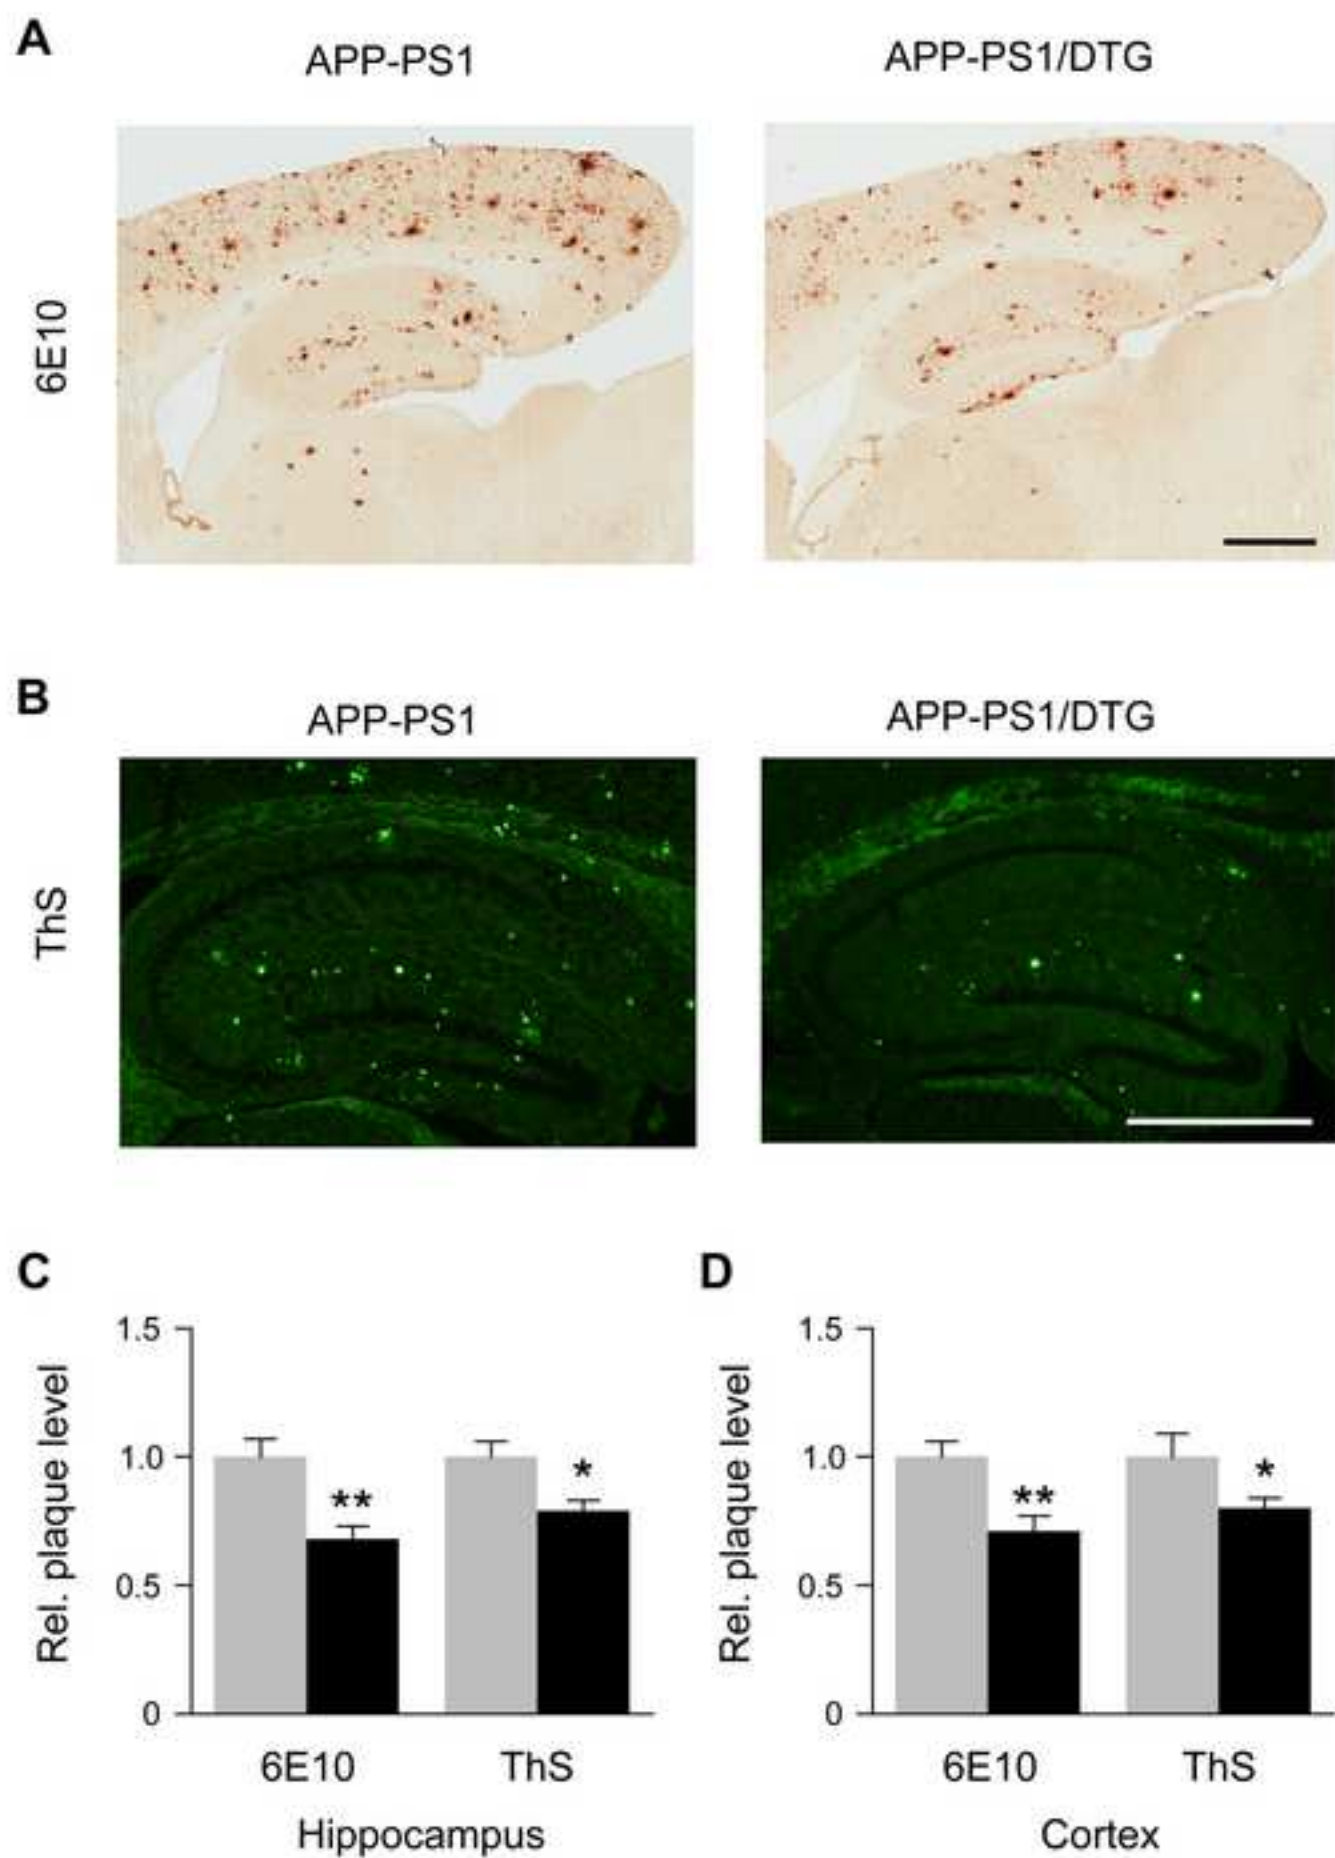 A
APP-PS1
APP-PS1/DTG
6E10
B
APP-PS1
APP-PS1/DTG
ThS
C
Rel. plaque level
1.5
1.0
0.5
0
**
*
6E10
ThS
Hippocampus
D
Rel. plaque level
1.5
1.0
0.5
0
**
*
6E10
ThS
Cortex